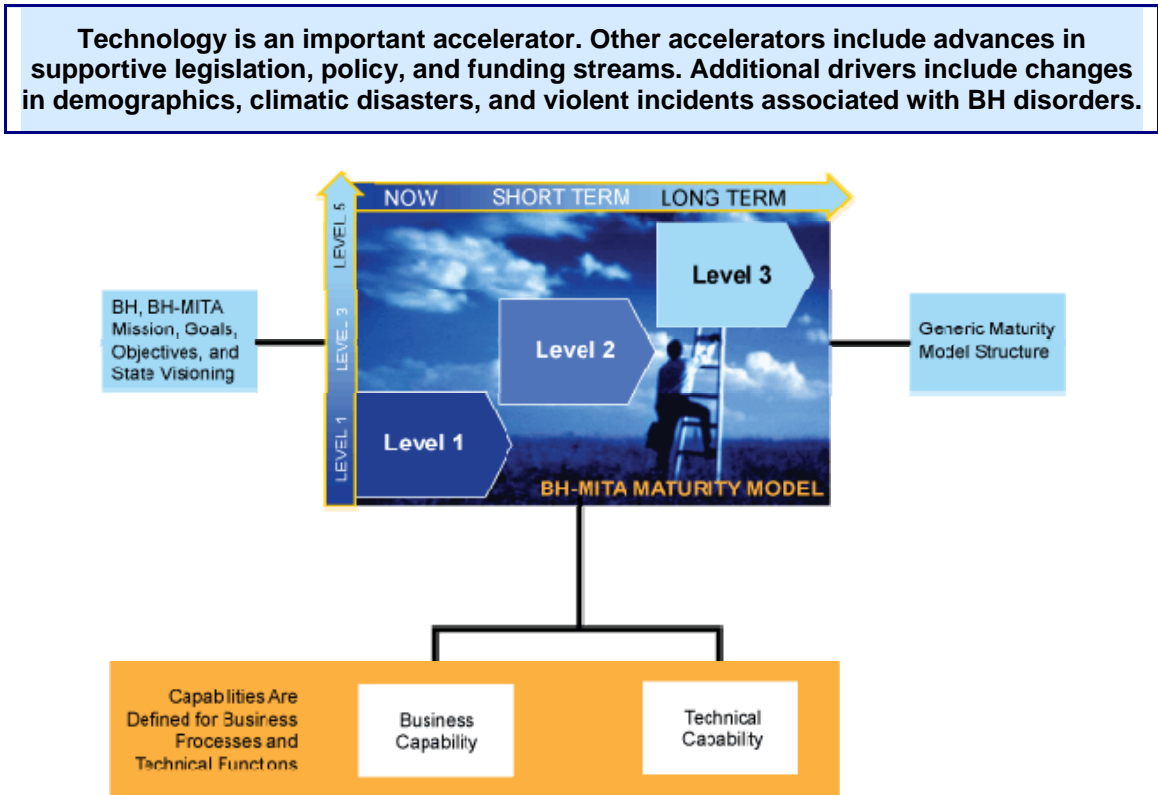 Technology is an important accelerator. Other accelerators include advances in
supportive legislation, policy, and funding streams. Additional drivers include changes
in demographics, climatic disasters, and violent incidents associated with BH disorders.
NOW SHORT TERM LONG TERM
LEVEL 5
LEVEL 3
LEVEL 1
Level 3
Level 2
Level 1
BH-MITA MATURITY MODEL
BH, BH-MITA
Mission, Goals,
Objectives, and
State Visioning
Generic Maturity
Model Structure
Capabilities Are
Defined for Business
Processes and
Technical Functions
Business
Capability
Technical
Capability